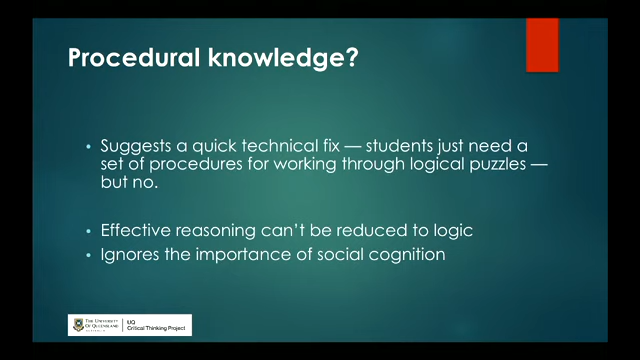 Procedural knowledge?
• Suggests a quick technical fix — students just need a
set of procedures for working through logical puzzles —
but no.
• Effective reasoning can’t be reduced to logic
• Ignores the importance of social cognition
THE UNIVERSITY
OF QUEENSLAND
AUSTRALIA
UQ
Critical Thinking Project